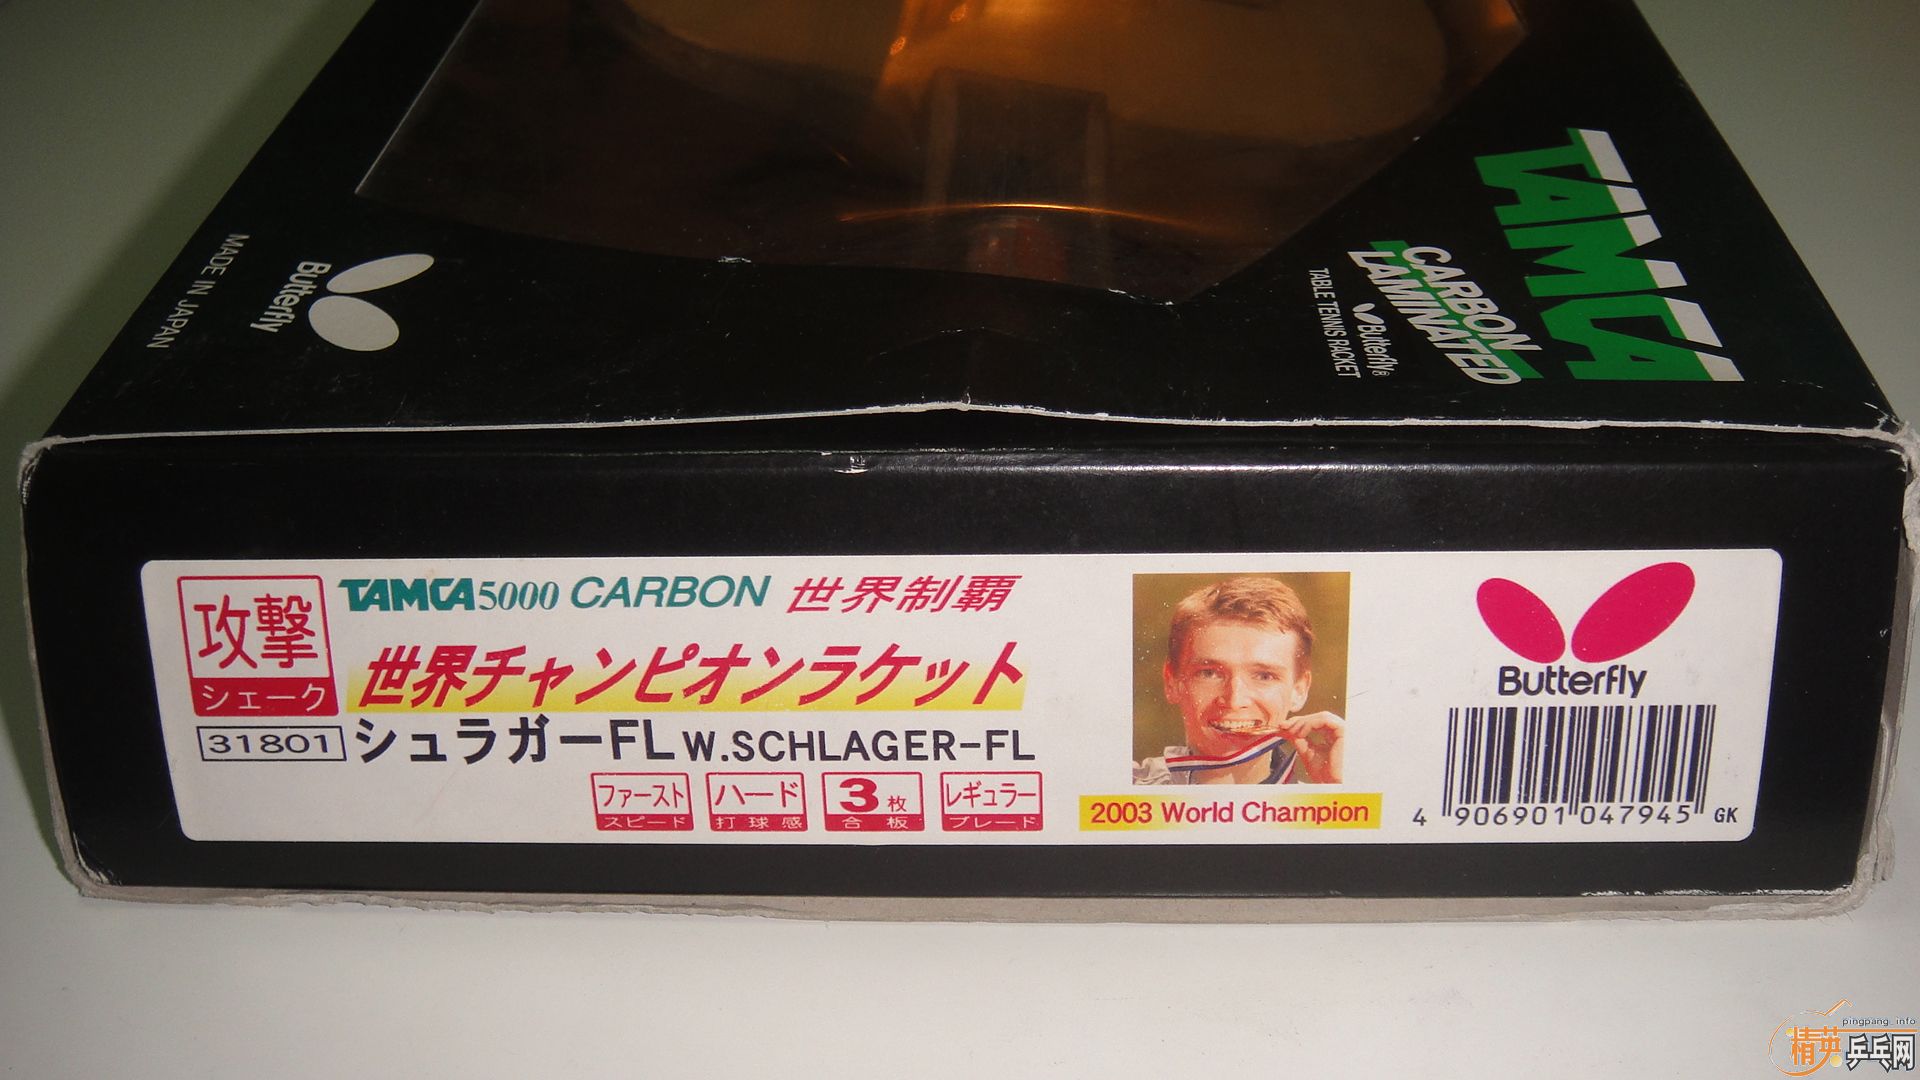 TAMCA
CARBON
LAMINATED
Butterfly®
TABLE TENNIS RACKET
Butterfly
MADE IN JAPAN
攻撃
シェーク
TAMCA5000 CARBON 世界制覇
世界チャンピオンラケット
31801 シュラガーFL W.SCHLAGER-FL
ファースト
スピード
ハード
打球感
3枚
合板
レギュラー
ブレード
2003 World Champion
Butterfly
4 906901 047945 GK
pingpang_info
精英乒乓网